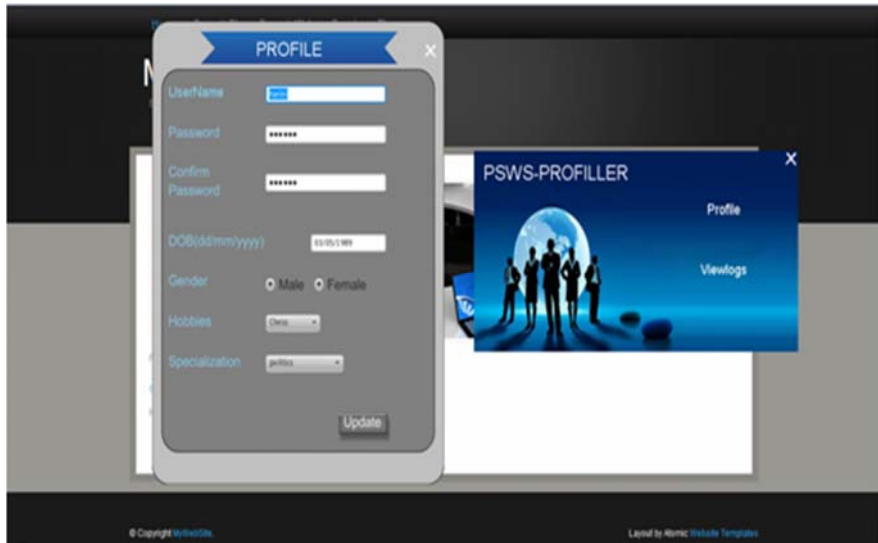 PROFILE
UserName
Password
••••••
Confirm
Password
••••••
DOB(dd/mm/yyyy)
03/05/1989
Gender
Male Female
Hobbies
Chess
Specialization
politics
Update
PSWS-PROFILLER
Profile
Viewlogs
© Copyright MyWebSite.
Layout by Atomic Website Templates